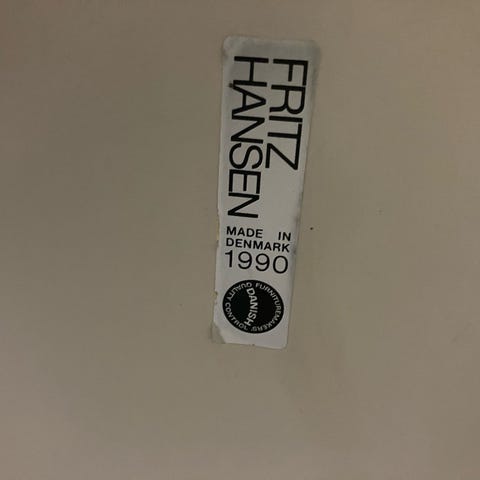 FRITZ
HANSEN
MADE IN
DENMARK
1990
DANISH
FURNITUREMAKERS
QUALITY CONTROL